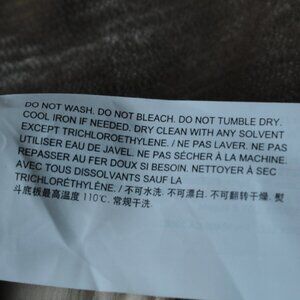 DO NOT WASH. DO NOT BLEACH. DO NOT TUMBLE DRY.
COOL IRON IF NEEDED. DRY CLEAN WITH ANY SOLVENT
EXCEPT TRICHLOROETHYLENE. / NE PAS LAVER. NE PAS
UTILISER EAU DE JAVEL. NE PAS SÉCHER À LA MACHINE.
REPASSER AU FER DOUX SI BESOIN. NETTOYER À SEC
AVEC TOUS DISSOLVANTS SAUF LA
TRICHLORÉTHYLÈNE. / 不可水洗. 不可漂白. 不可翻转干燥. 熨
斗底板最高温度 110℃. 常规干洗.